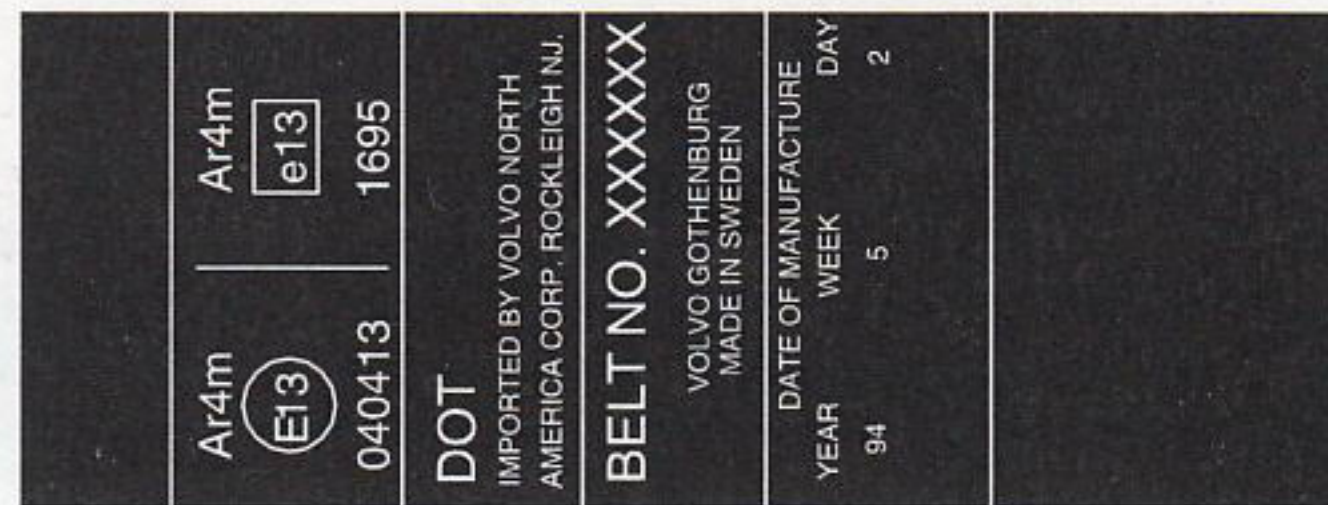 Ar4m Ar4m
E13 e13
040413 1695
DOT
IMPORTED BY VOLVO NORTH
AMERICA CORP, ROCKLEIGH NJ.
BELT NO. XXXXXX
VOLVO GOTHENBURG
MADE IN SWEDEN
DATE OF MANUFACTURE
YEAR WEEK DAY
94 5 2